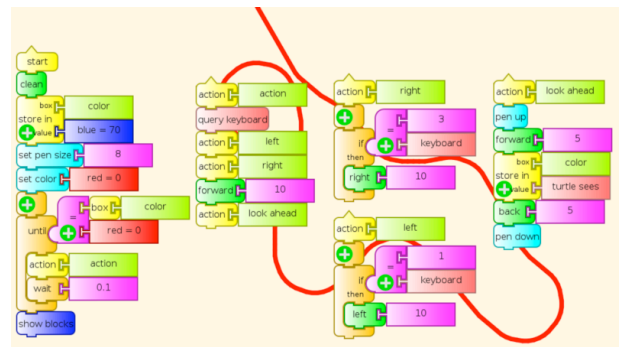 start
clean
box color
store in
value blue = 70
set pen size 8
set color red = 0
box color
=
until red = 0
action action
wait 0.1
show blocks
action action
query keyboard
action left
action right
forward 10
action look ahead
action right
3
=
if keyboard
then
right 10
action left
1
=
if keyboard
then
left 10
action look ahead
pen up
forward 5
box color
store in
value turtle sees
back 5
pen down